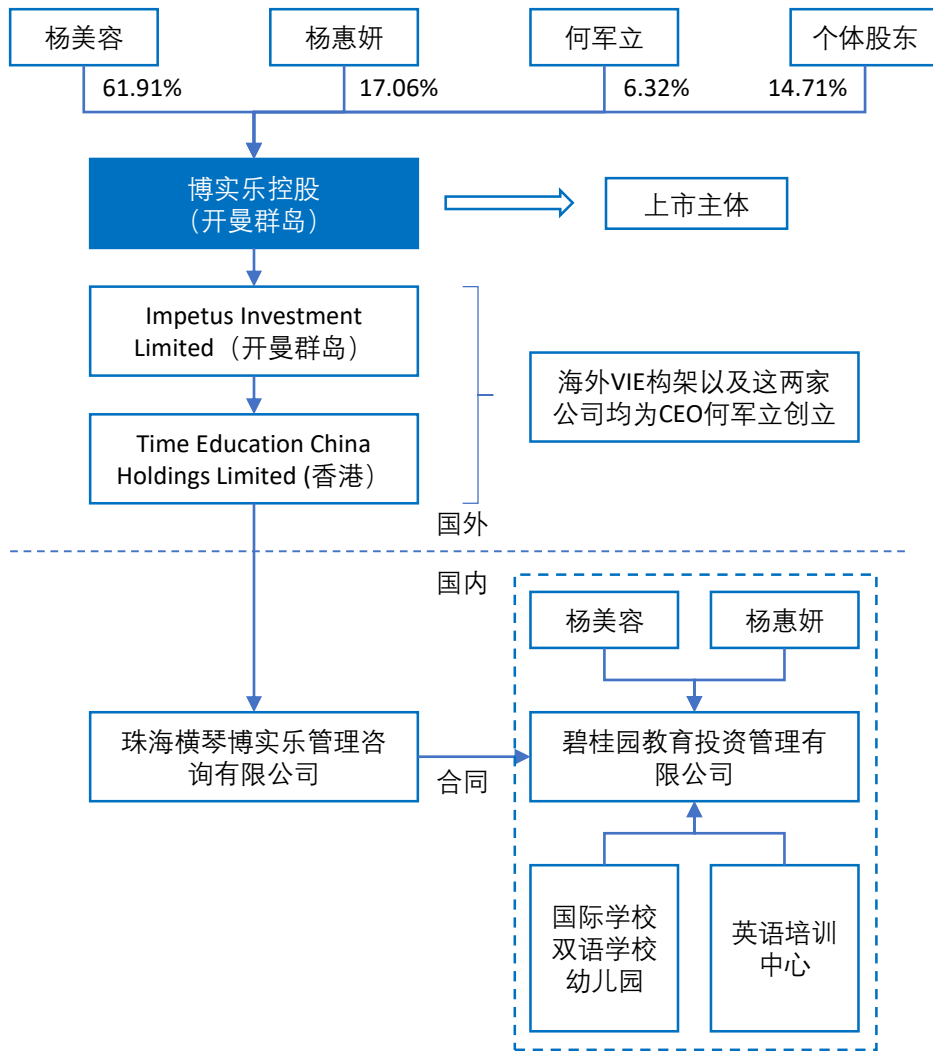 杨美容
杨惠妍
何军立
个体股东
61.91%
17.06%
6.32%
14.71%
博实乐控股
（开曼群岛）
上市主体
Impetus Investment
Limited（开曼群岛）
海外VIE构架以及这两家
公司均为CEO何军立创立
Time Education China
Holdings Limited (香港）
国外
国内
杨美容
杨惠妍
珠海横琴博实乐管理咨
询有限公司
合同
碧桂园教育投资管理有
限公司
国际学校
双语学校
幼儿园
英语培训
中心